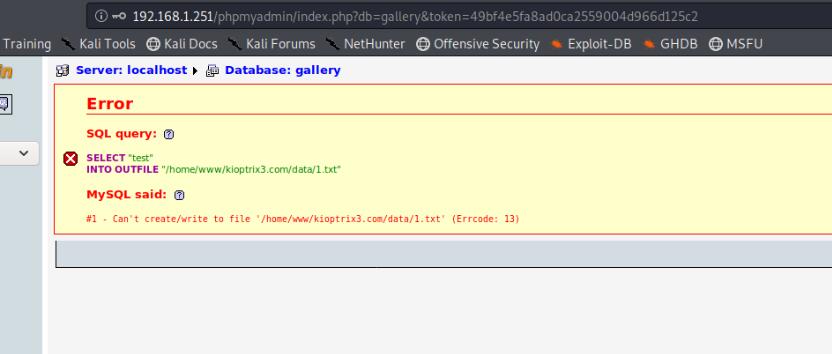 192.168.1.251/phpmyadmin/index.php?db=gallery&token=49bf4e5fa8ad0ca2559004d966d125c2
Training Kali Tools Kali Docs Kali Forums NetHunter Offensive Security Exploit-DB GHDB MSFU
in
Server: localhost Database: gallery
Error
SQL query:
SELECT "test"
INTO OUTFILE "/home/www/kioptrix3.com/data/1.txt"
MySQL said:
#1 - Can't create/write to file '/home/www/kioptrix3.com/data/1.txt' (Errcode: 13)